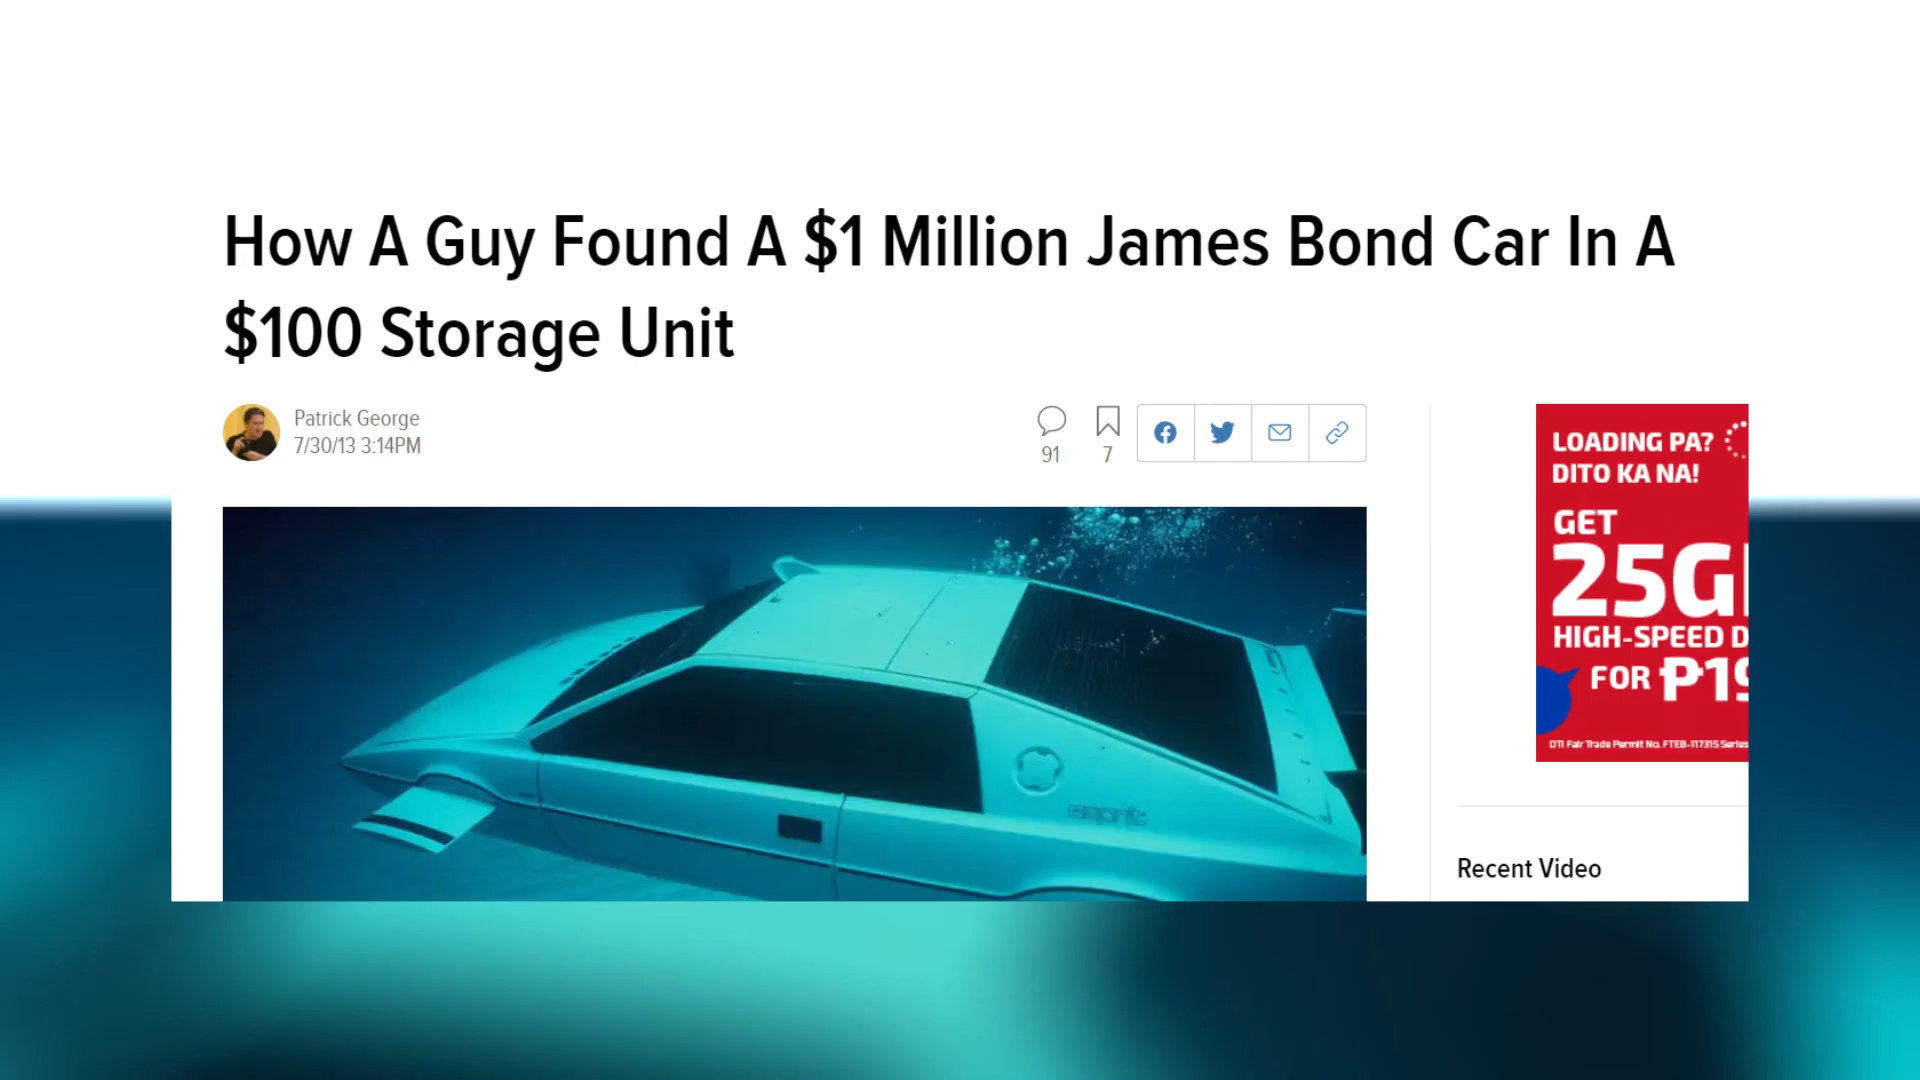 How A Guy Found A $1 Million James Bond Car In A
$100 Storage Unit
Patrick George
7/30/13 3:14PM
91
7
LOADING PA?
DITO KA NA!
GET
25G
HIGH-SPEED D
FOR ₱19
DTI Fair Trade Permit No. FTEB-117315 Series
esprit
Recent Video